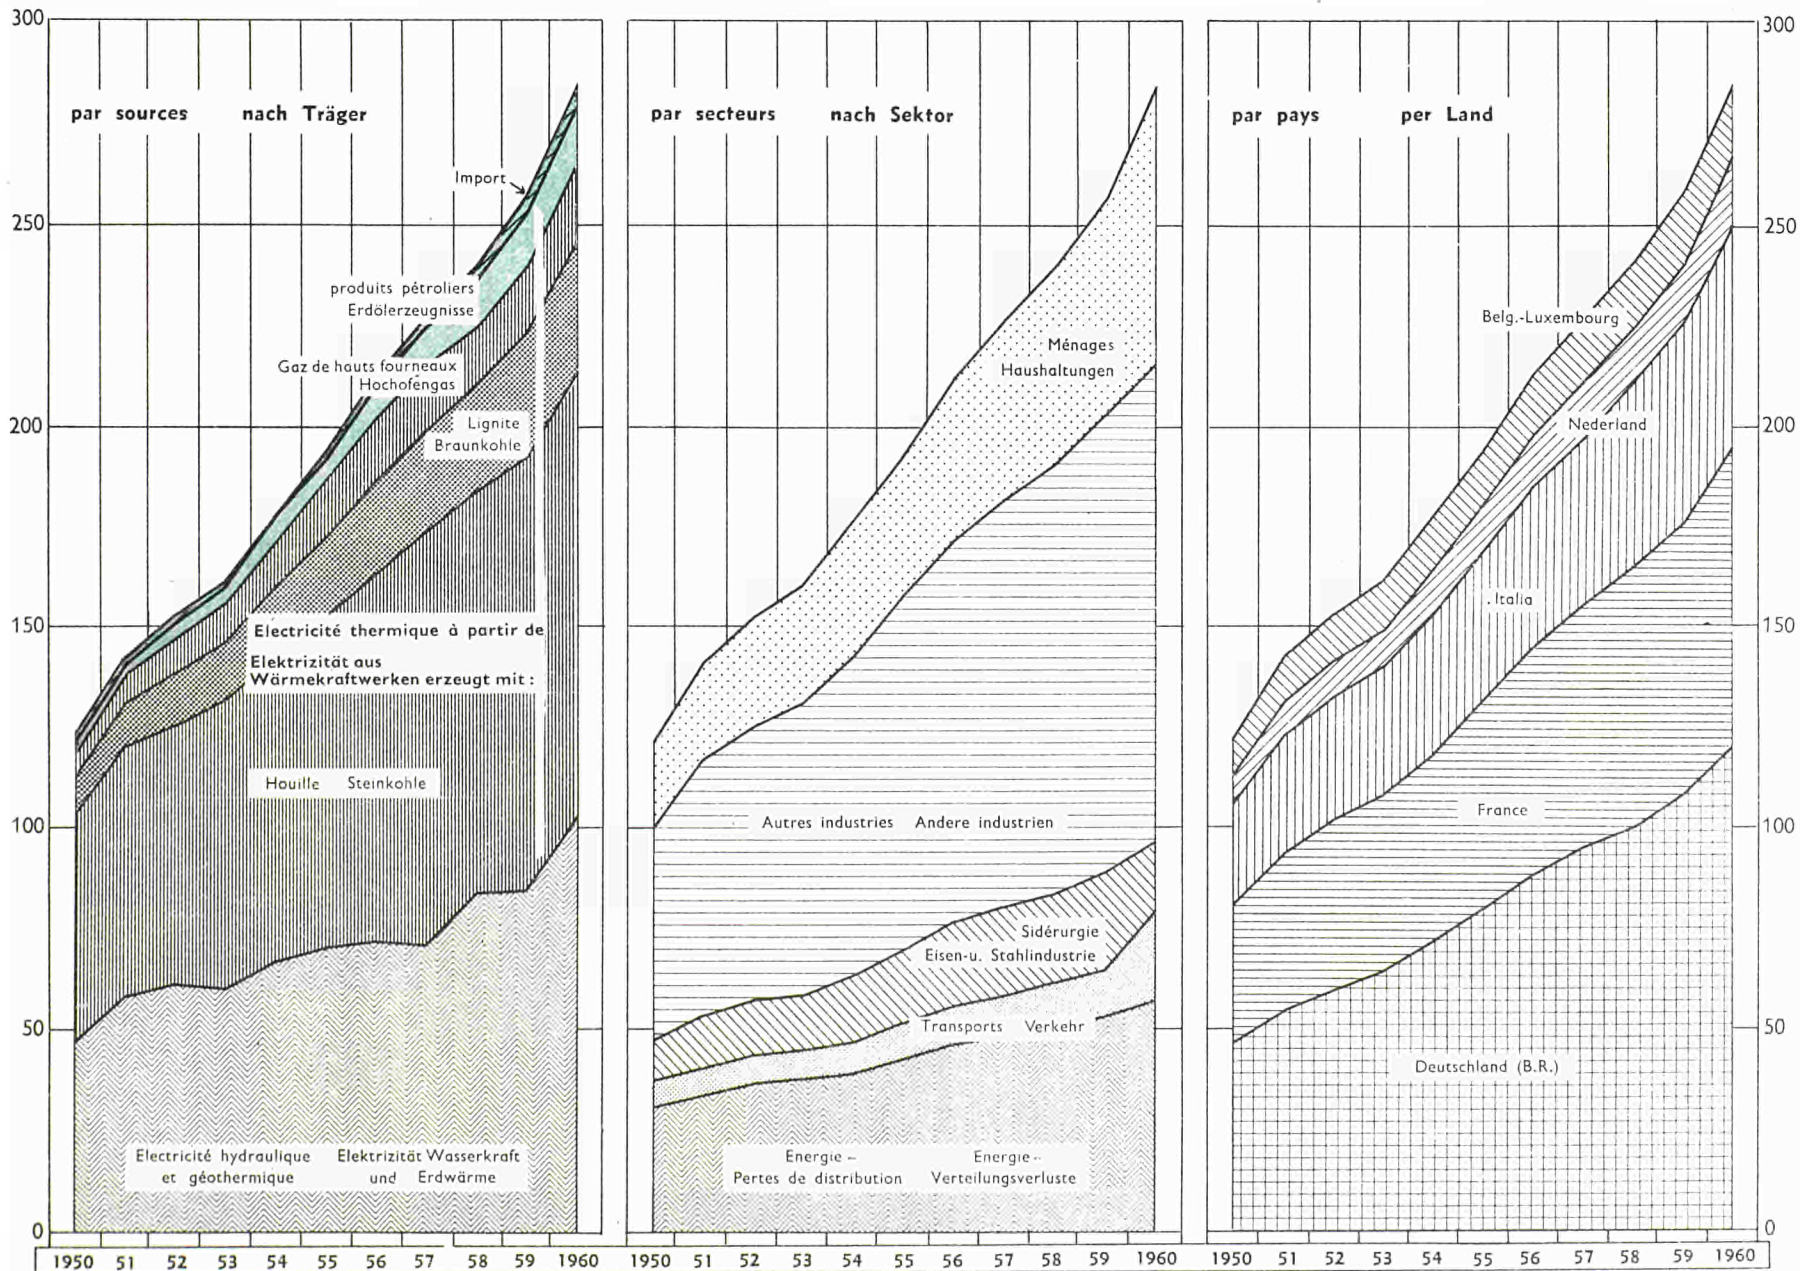 300
250
200
150
100
50
0
par sources nach Träger
Import
produits pétroliers
Erdölerzeugnisse
Gaz de hauts fourneaux
Hochofengas
Lignite
Braunkohle
Electricité thermique à partir de
Elektrizität aus
Wärmekraftwerken erzeugt mit :
Houille Steinkohle
Electricité hydraulique Elektrizität Wasserkraft
et géothermique und Erdwärme
1950 51 52 53 54 55 56 57 58 59 1960
par secteurs nach Sektor
Ménages
Haushaltungen
Autres industries Andere industrien
Sidérurgie
Eisen-u. Stahlindustrie
Transports Verkehr
Energie – Energie –
Pertes de distribution Verteilungsverluste
1950 51 52 53 54 55 56 57 58 59 1960
par pays per Land
Belg.-Luxembourg
Nederland
Italia
France
Deutschland (B.R.)
1950 51 52 53 54 55 56 57 58 59 1960
300
250
200
150
100
50
0